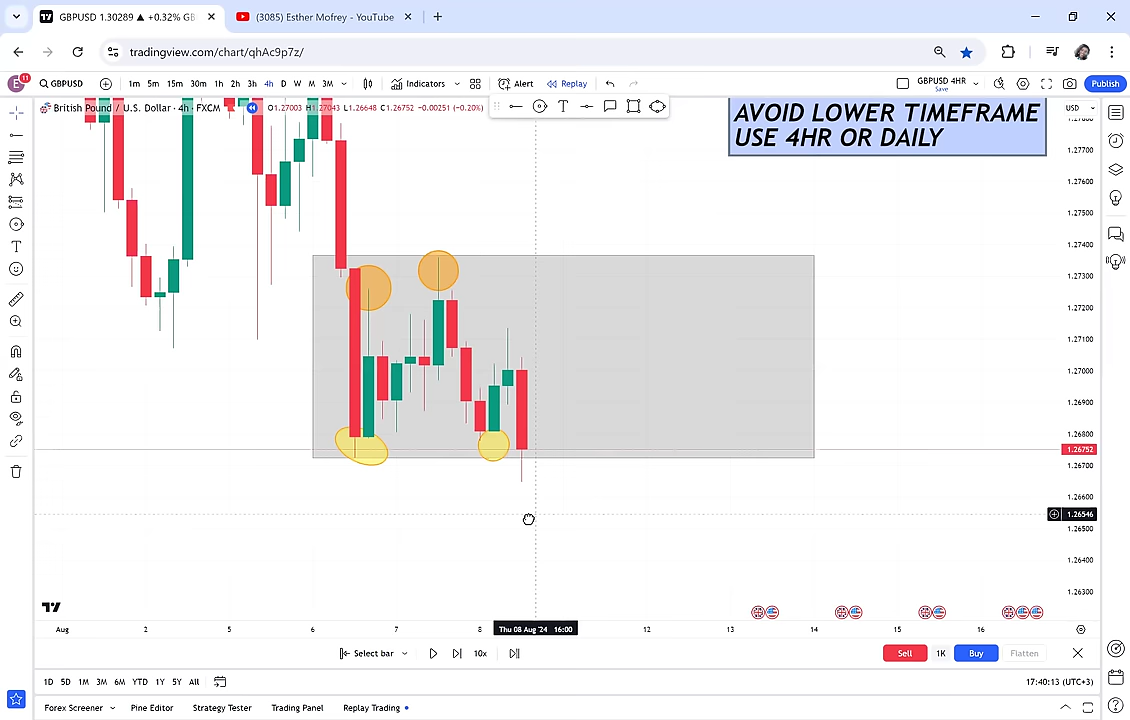 GBPUSD 1.30289 ▲ +0.32% GB
(3085) Esther Mofrey - YouTube
tradingview.com/chart/qhAc9p7z/
E 11 GBPUSD 1m 5m 15m 30m 1h 2h 3h 4h D W M 3M Indicators Alert Replay GBPUSD 4HR Save Publish
British Pound / U.S. Dollar · 4h · FXCM O1.27003 H1.27043 L1.26648 C1.26752 −0.00251 (−0.20%)
USD
AVOID LOWER TIMEFRAME
USE 4HR OR DAILY
1.27700
1.27600
1.27500
1.27400
1.27300
1.27200
1.27100
1.27000
1.26900
1.26800
1.26752
1.26700
1.26600
1.26546
1.26500
1.26400
1.26300
Aug 2 5 6 7 8 Thu 08 Aug '24 16:00 12 13 14 15 16
Select bar 10x Sell 1K Buy Flatten
1D 5D 1M 3M 6M YTD 1Y 5Y All 17:40:13 (UTC+3)
Forex Screener Pine Editor Strategy Tester Trading Panel Replay Trading